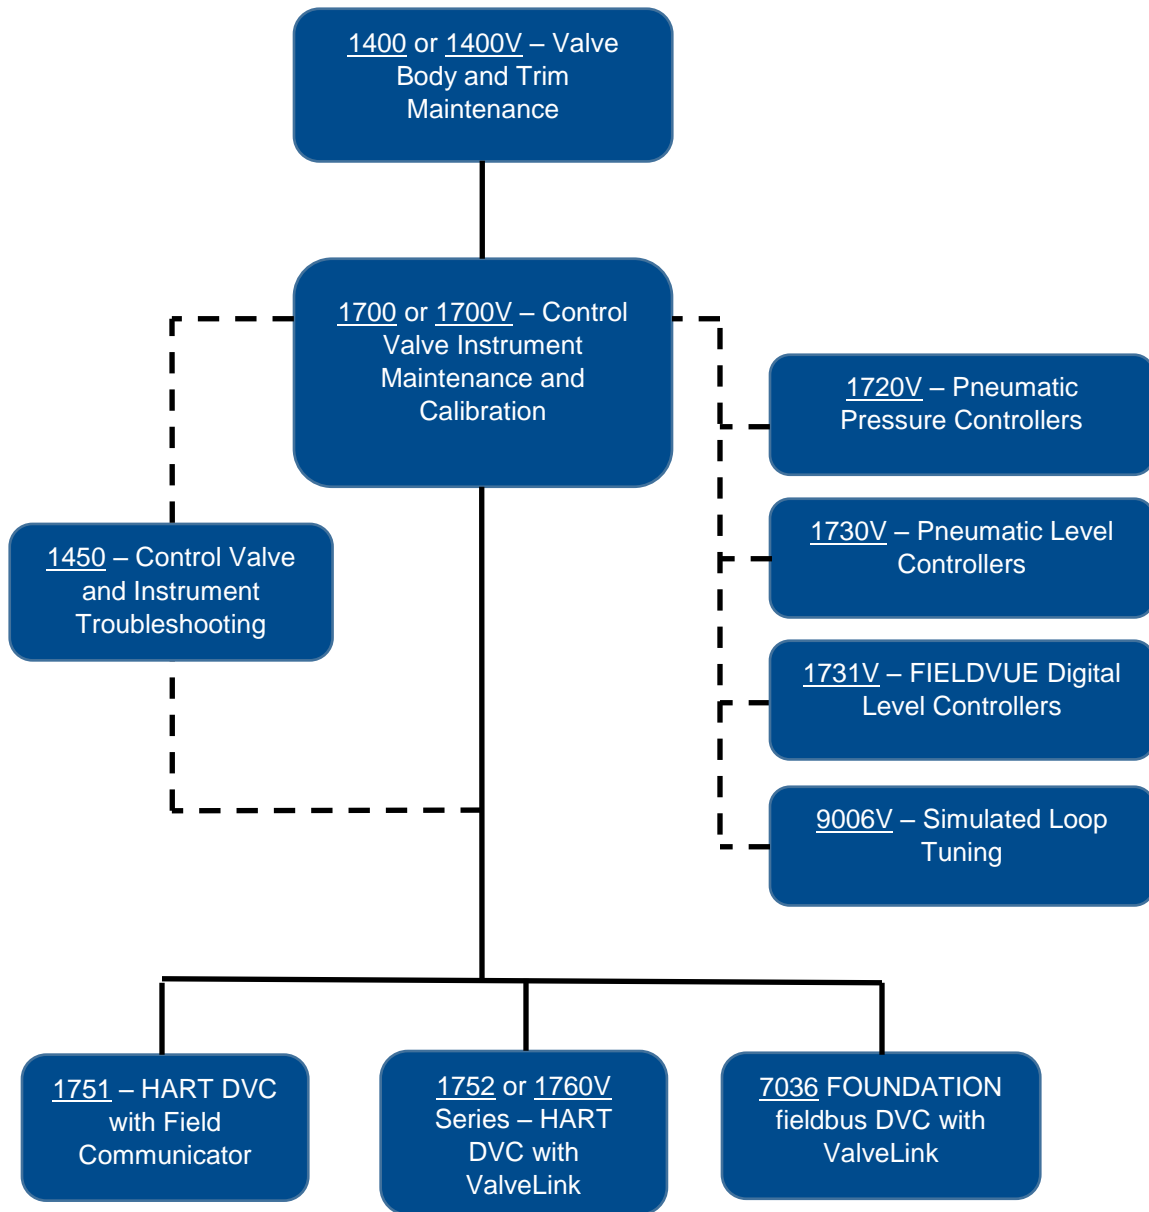 1400 or 1400V – Valve
Body and Trim
Maintenance
1700 or 1700V – Control
Valve Instrument
Maintenance and
Calibration
1720V – Pneumatic
Pressure Controllers
1730V – Pneumatic Level
Controllers
1450 – Control Valve
and Instrument
Troubleshooting
1731V – FIELDVUE Digital
Level Controllers
9006V – Simulated Loop
Tuning
1751 – HART DVC
with Field
Communicator
1752 or 1760V
Series – HART
DVC with
ValveLink
7036 FOUNDATION
fieldbus DVC with
ValveLink